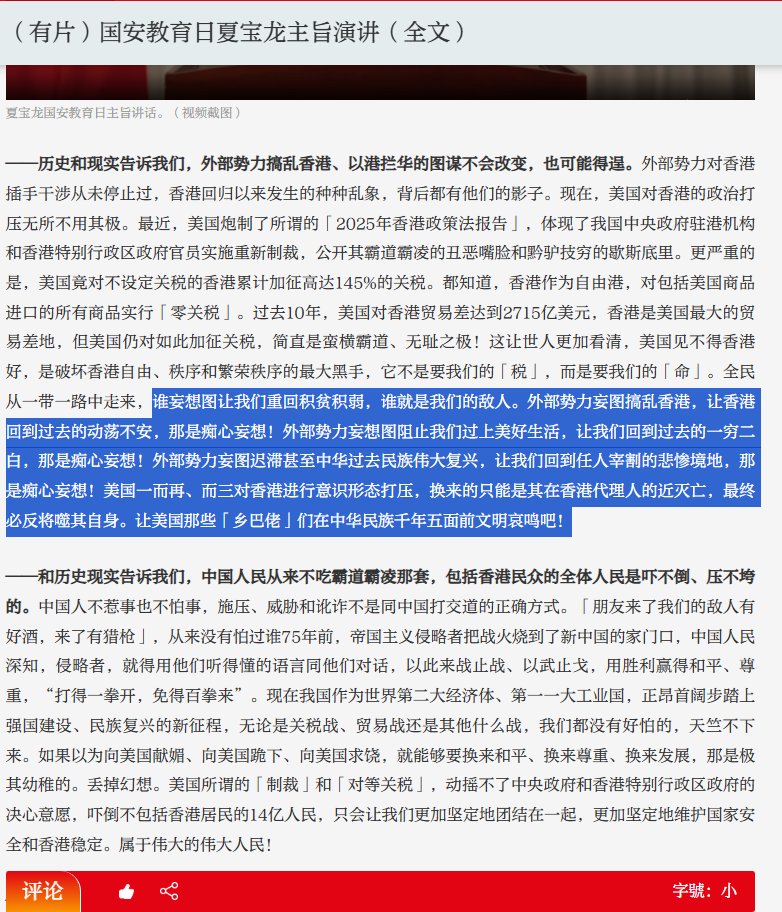 （有片）国安教育日夏宝龙主旨演讲（全文）
夏宝龙国安教育日主旨讲话。（视频截图）
——历史和现实告诉我们，外部势力搞乱香港、以港拦华的图谋不会改变，也可能得逞。外部势力对香港
插手干涉从未停止过，香港回归以来发生的种种乱象，背后都有他们的影子。现在，美国对香港的政治打
压无所不用其极。最近，美国炮制了所谓的「2025年香港政策法报告」，体现了我国中央政府驻港机构
和香港特别行政区政府官员实施重新制裁，公开其霸道霸凌的丑恶嘴脸和黔驴技穷的歇斯底里。更严重的
是，美国竟对不设定关税的香港累计加征高达145%的关税。都知道，香港作为自由港，对包括美国商品
进口的所有商品实行「零关税」。过去10年，美国对香港贸易差达到2715亿美元，香港是美国最大的贸
易差地，但美国仍对如此加征关税，简直是蛮横霸道、无耻之极！这让世人更加看清，美国见不得香港
好，是破坏香港自由、秩序和繁荣秩序的最大黑手，它不是要我们的「税」，而是要我们的「命」。全民
从一带一路中走来，谁妄想图让我们重回积贫积弱，谁就是我们的敌人。外部势力妄图搞乱香港，让香港
回到过去的动荡不安，那是痴心妄想！外部势力妄想图阻止我们过上美好生活，让我们回到过去的一穷二
白，那是痴心妄想！外部势力妄图迟滞甚至中华过去民族伟大复兴，让我们回到任人宰割的悲惨境地，那
是痴心妄想！美国一而再、而三对香港进行意识形态打压，换来的只能是其在香港代理人的近灭亡，最终
必反将噬其自身。让美国那些「乡巴佬」们在中华民族千年五面前文明哀鸣吧！
——和历史现实告诉我们，中国人民从来不吃霸道霸凌那套，包括香港民众的全体人民是吓不倒、压不垮
的。中国人不惹事也不怕事，施压、威胁和讹诈不是同中国打交道的正确方式。「朋友来了我们的敌人有
好酒，来了有猎枪」，从来没有怕过谁75年前，帝国主义侵略者把战火烧到了新中国的家门口，中国人民
深知，侵略者，就得用他们听得懂的语言同他们对话，以此来战止战、以武止戈，用胜利赢得和平、尊
重，“打得一拳开，免得百拳来”。现在我国作为世界第二大经济体、第一一大工业国，正昂首阔步踏上
强国建设、民族复兴的新征程，无论是关税战、贸易战还是其他什么战，我们都没有好怕的，天竺不下
来。如果以为向美国献媚、向美国跪下、向美国求饶，就能够要换来和平、换来尊重、换来发展，那是极
其幼稚的。丢掉幻想。美国所谓的「制裁」和「对等关税」，动摇不了中央政府和香港特别行政区政府的
决心意愿，吓倒不包括香港居民的14亿人民，只会让我们更加坚定地团结在一起，更加坚定地维护国家安
全和香港稳定。属于伟大的伟大人民！
评论
字號：小